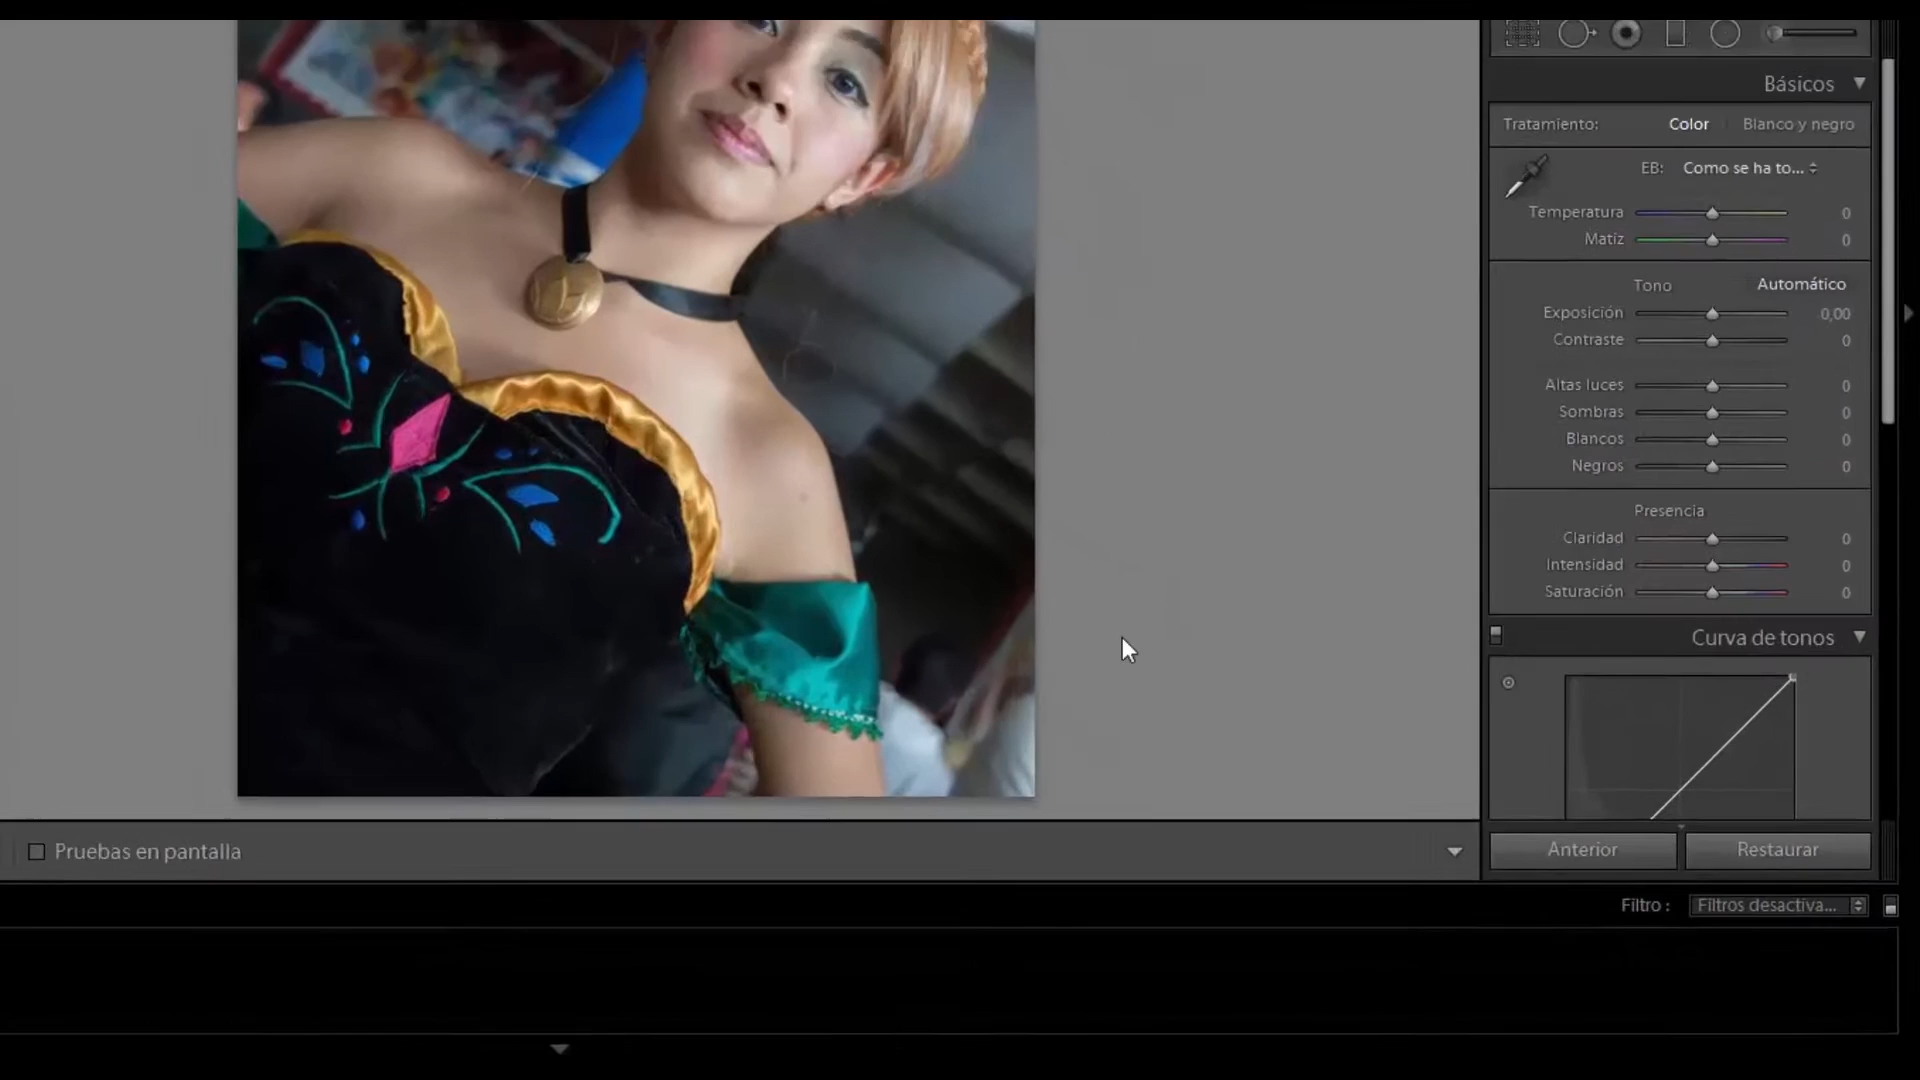 Básicos
Tratamiento: Color Blanco y negro
EB: Como se ha to...
Temperatura 0
Matiz 0
Tono Automático
Exposición 0,00
Contraste 0
Altas luces 0
Sombras 0
Blancos 0
Negros 0
Presencia
Claridad 0
Intensidad 0
Saturación 0
Curva de tonos
Pruebas en pantalla
Anterior Restaurar
Filtro : Filtros desactiva...